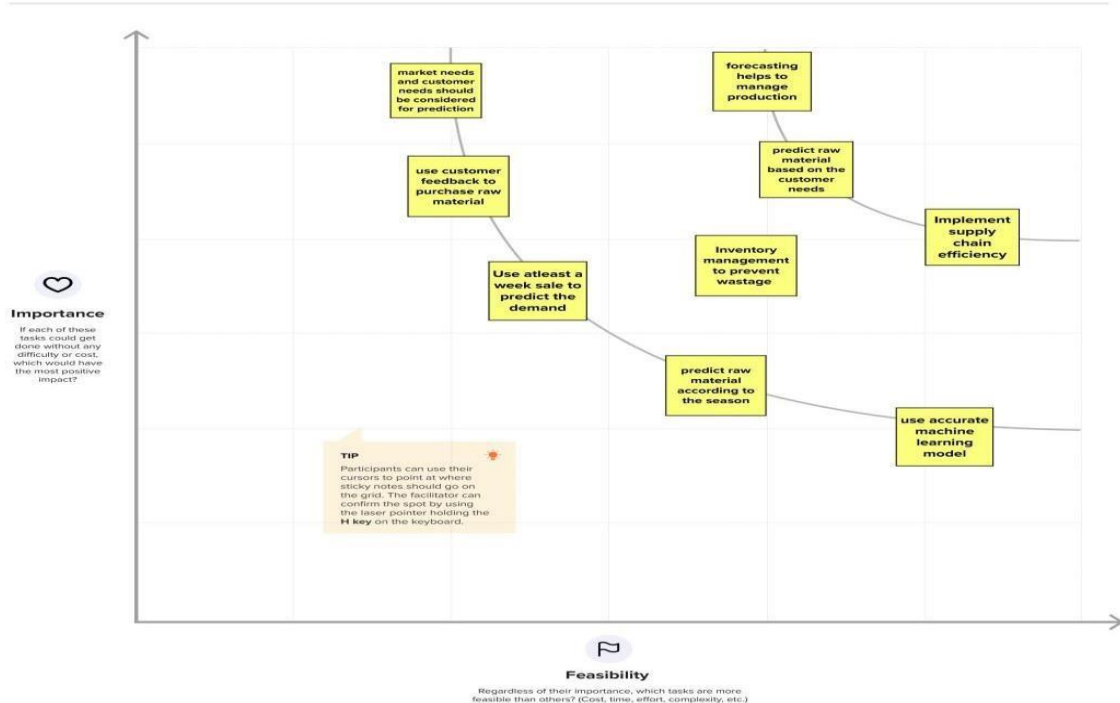 market needs
and customer
needs should
be considered
for prediction
forecasting
helps to
manage
production
use customer
feedback to
purchase raw
material
predict raw
material
based on the
customer
needs
Implement
supply
chain
efficiency
Inventory
management
to prevent
wastage
Use atleast a
week sale to
predict the
demand
Importance
If each of these
tasks could get
done without any
difficulty or cost,
which would have
the most positive
impact?
predict raw
material
according to
the season
use accurate
machine
learning
model
TIP
Participants can use their
cursors to point at where
sticky notes should go on
the grid. The facilitator can
confirm the spot by using
the laser pointer holding the
H key on the keyboard.
Feasibility
Regardless of their importance, which tasks are more
feasible than others? (Cost, time, effort, complexity, etc.)